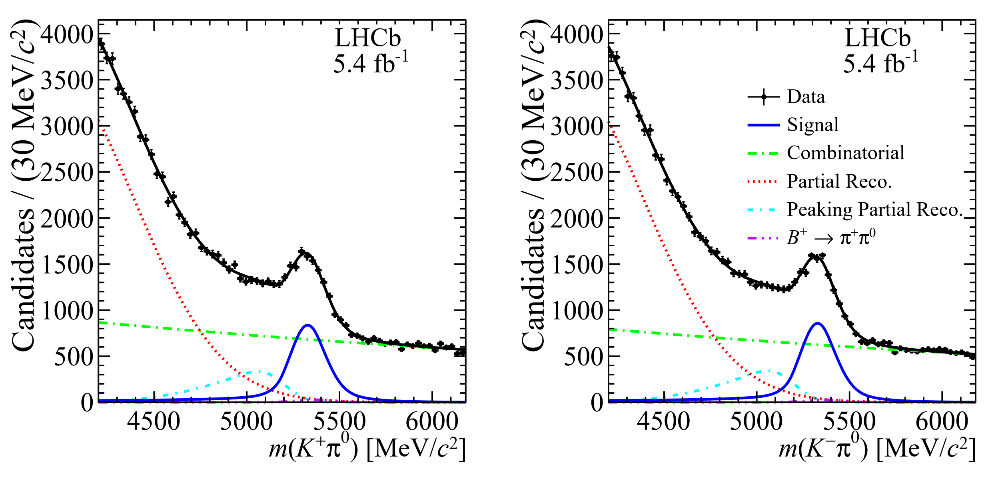 Candidates / (30 MeV//c²)
4000
3500
3000
2500
2000
1500
1000
500
0
LHCb
5.4 fb⁻¹
4500 5000 5500 6000
m(K⁺π⁰) [MeV/c²]
Candidates / (30 MeV//c²)
4000
3500
3000
2500
2000
1500
1000
500
0
LHCb
5.4 fb⁻¹
Data
Signal
Combinatorial
Partial Reco.
Peaking Partial Reco.
B⁺ → π⁺π⁰
4500 5000 5500 6000
m(K⁻π⁰) [MeV/c²]